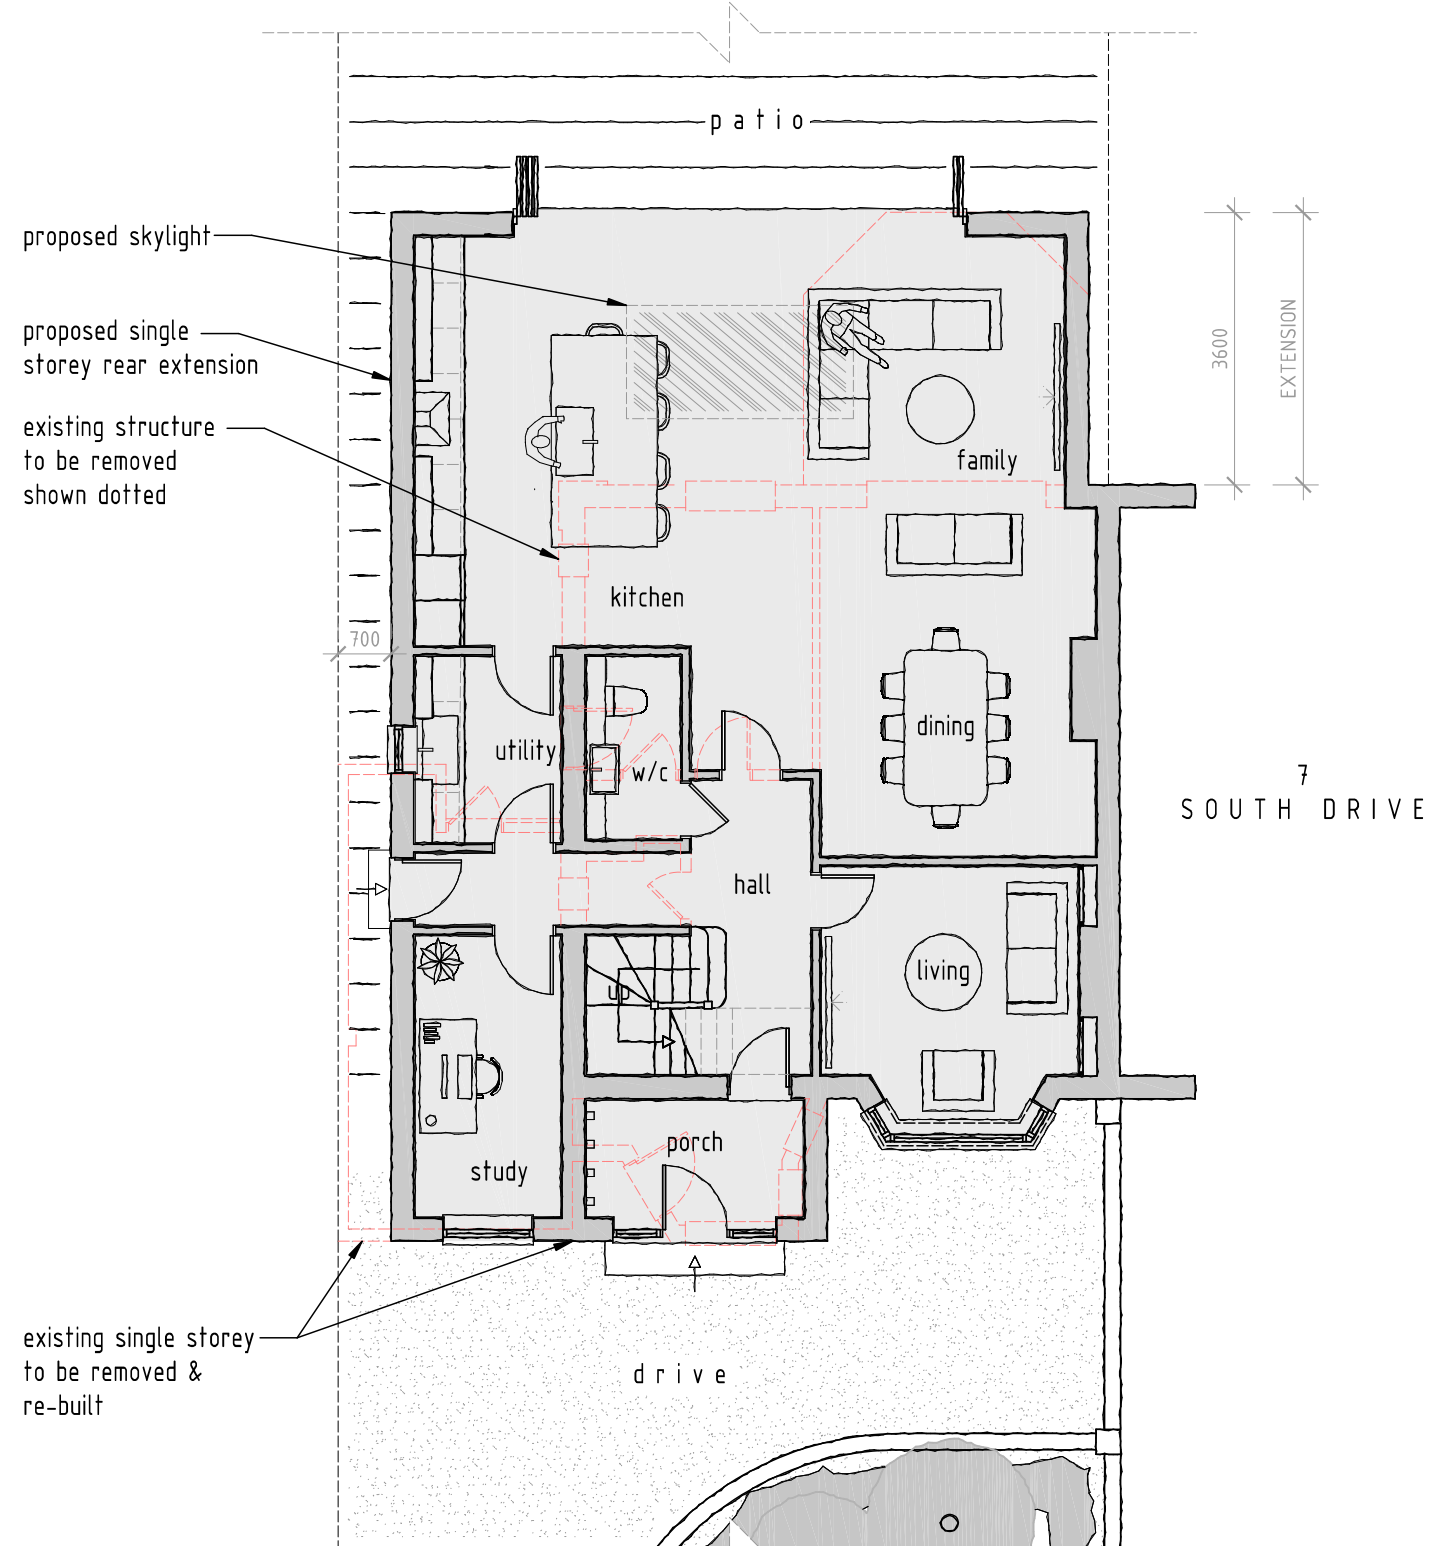 patio
proposed skylight
proposed single
storey rear extension
existing structure
to be removed
shown dotted
3600
EXTENSION
family
kitchen
700
utility
w/c
dining
7
SOUTH DRIVE
hall
living
up
porch
study
existing single storey
to be removed &
re-built
drive